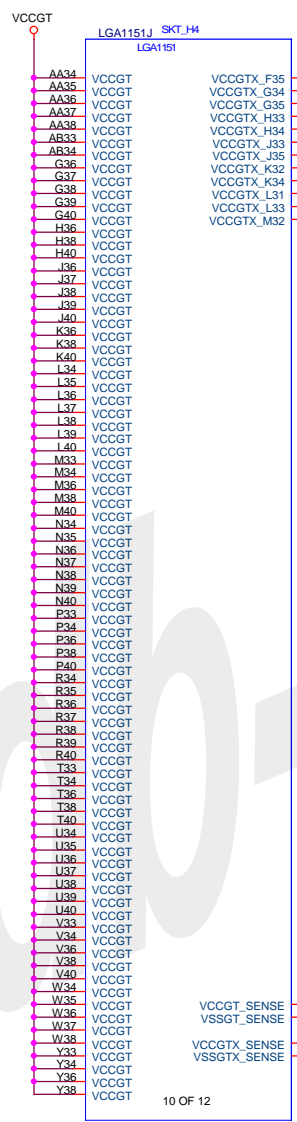 VCCGT
LGA1151J SKT_H4
LGA1151
AA34 VCCGT VCCGTX_F35
AA35 VCCGT VCCGTX_G34
AA36 VCCGT VCCGTX_G35
AA37 VCCGT VCCGTX_H33
AA38 VCCGT VCCGTX_H34
AB33 VCCGT VCCGTX_J33
AB34 VCCGT VCCGTX_J35
G36 VCCGT VCCGTX_K32
G37 VCCGT VCCGTX_K34
G38 VCCGT VCCGTX_L31
G39 VCCGT VCCGTX_L33
G40 VCCGT VCCGTX_M32
H36 VCCGT
H38 VCCGT
H40 VCCGT
J36 VCCGT
J37 VCCGT
J38 VCCGT
J39 VCCGT
J40 VCCGT
K36 VCCGT
K38 VCCGT
K40 VCCGT
L34 VCCGT
L35 VCCGT
L36 VCCGT
L37 VCCGT
L38 VCCGT
L39 VCCGT
L40 VCCGT
M33 VCCGT
M34 VCCGT
M36 VCCGT
M38 VCCGT
M40 VCCGT
N34 VCCGT
N35 VCCGT
N36 VCCGT
N37 VCCGT
N38 VCCGT
N39 VCCGT
N40 VCCGT
P33 VCCGT
P34 VCCGT
P36 VCCGT
P38 VCCGT
P40 VCCGT
R34 VCCGT
R35 VCCGT
R36 VCCGT
R37 VCCGT
R38 VCCGT
R39 VCCGT
R40 VCCGT
T33 VCCGT
T34 VCCGT
T36 VCCGT
T38 VCCGT
T40 VCCGT
U34 VCCGT
U35 VCCGT
U36 VCCGT
U37 VCCGT
U38 VCCGT
U39 VCCGT
U40 VCCGT
V33 VCCGT
V34 VCCGT
V36 VCCGT
V38 VCCGT
V40 VCCGT
W34 VCCGT
W35 VCCGT VCCGT_SENSE
W36 VCCGT VSSGT_SENSE
W37 VCCGT
W38 VCCGT VCCGTX_SENSE
Y33 VCCGT VSSGTX_SENSE
Y34 VCCGT
Y36 VCCGT
Y38 VCCGT 10 OF 12